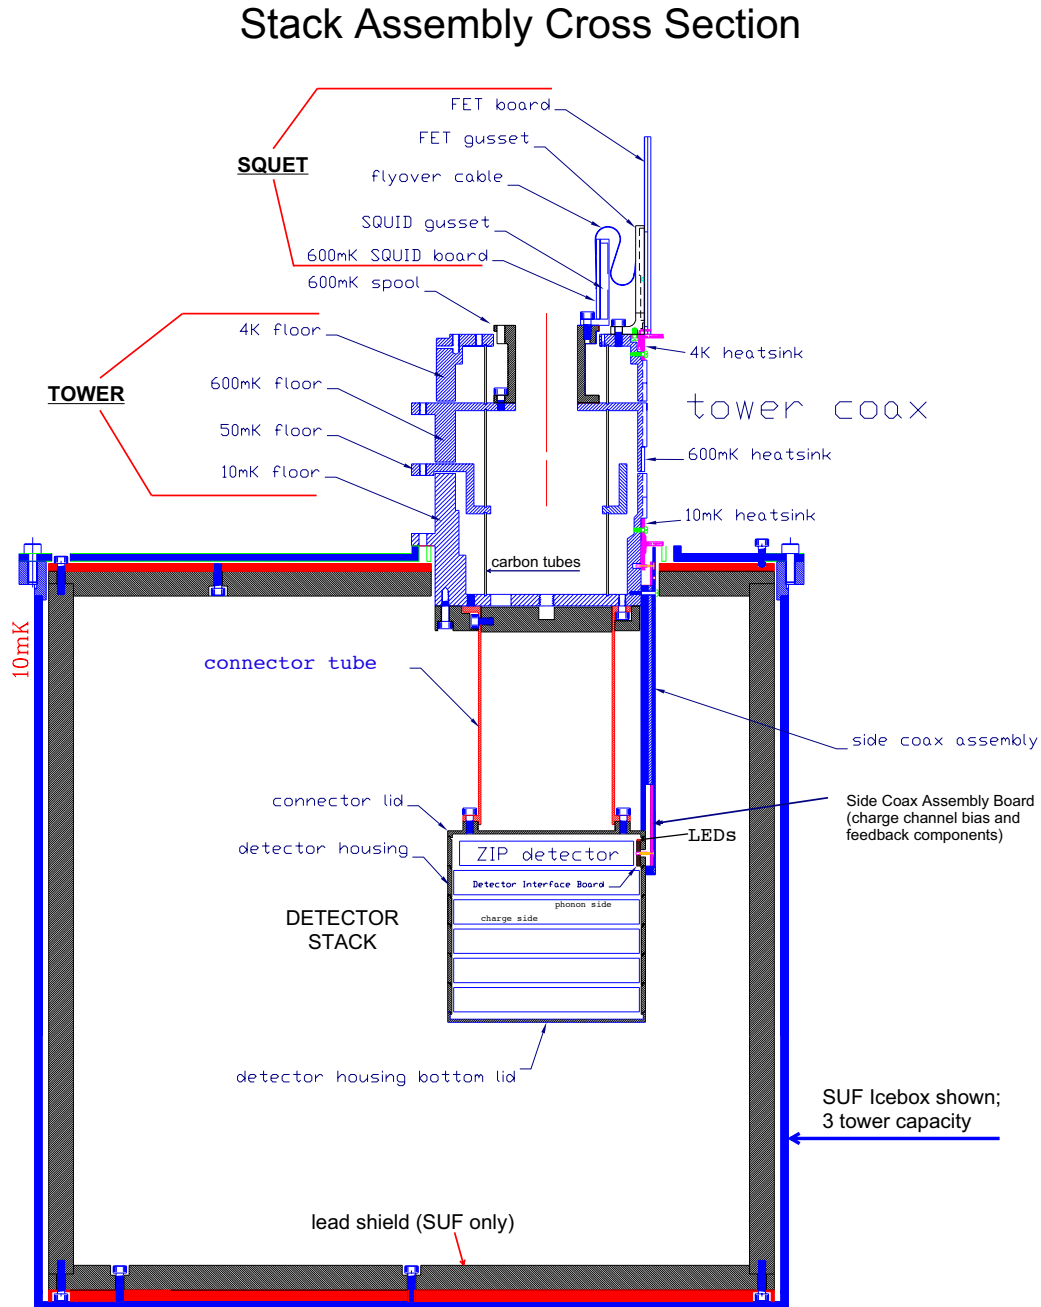 Stack Assembly Cross Section
FET board
FET gusset
SQUET
flyover cable
SQUID gusset
600mK SQUID board
600mK spool
4K floor
4K heatsink
TOWER
600mK floor
tower coax
50mK floor
600mK heatsink
10mK floor
10mK heatsink
carbon tubes
10mK
connector tube
side coax assembly
connector lid
Side Coax Assembly Board
(charge channel bias and
feedback components)
LEDs
detector housing
ZIP detector
Detector Interface Board
phonon side
charge side
DETECTOR
STACK
detector housing bottom lid
SUF Icebox shown;
3 tower capacity
lead shield (SUF only)